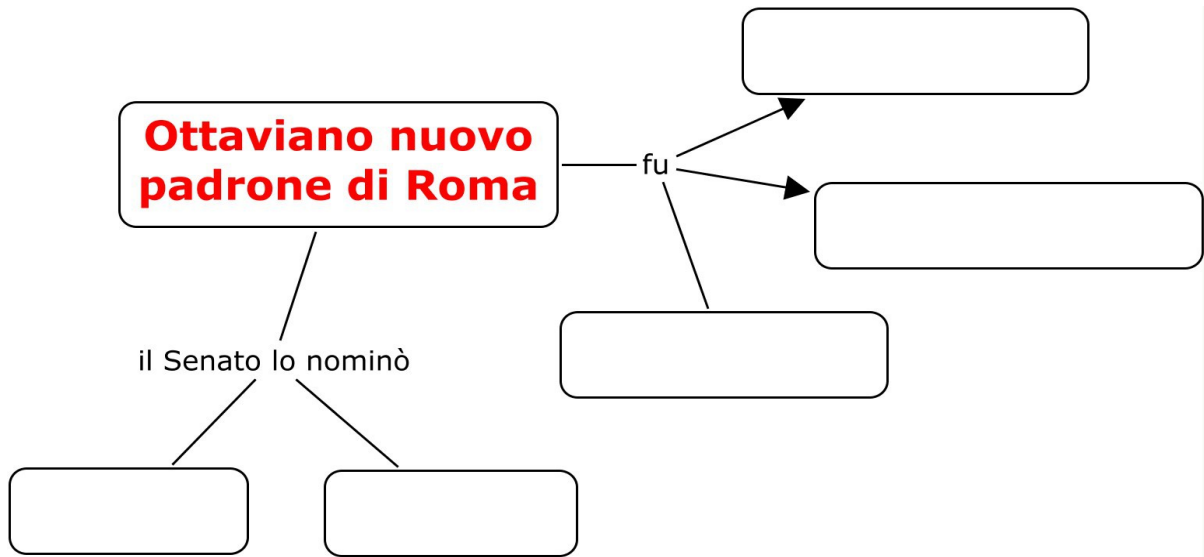 Ottaviano nuovo
padrone di Roma
fu
il Senato lo nominò